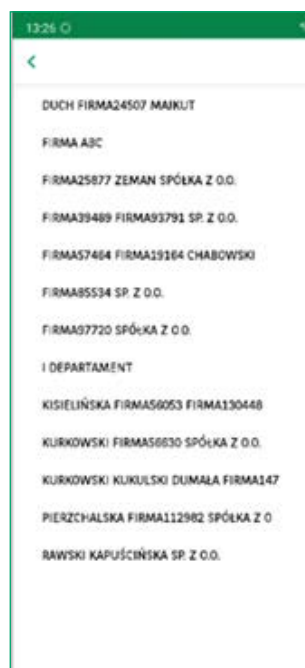 13:26
DUCH FIRMA24507 MAIKUT
FIRMA ABC
FIRMA25877 ZEMAN SPÓŁKA Z O.O.
FIRMA39489 FIRMA93791 SP. Z O.O.
FIRMA57464 FIRMA19164 CHABOWSKI
FIRMA85534 SP. Z O.O.
FIRMA97720 SPÓŁKA Z O O.
I DEPARTAMENT
KISIELIŃSKA FIRMA56053 FIRMA130448
KURKOWSKI FIRMA56630 SPÓŁKA Z O.O.
KURKOWSKI KUKULSKI DUMAŁA FIRMA147
PIERZCHALSKA FIRMA112982 SPÓŁKA Z O
RAWSKI KAPUŚCIŃSKA SP. Z O.O.